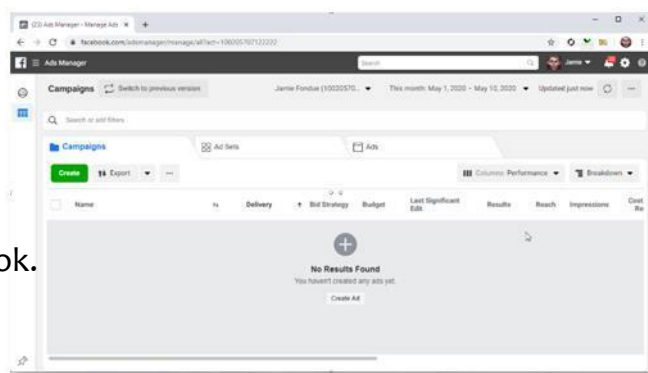 (23) Ads Manager - Manage Ads
facebook.com/adsmanager/manage/all?act=100205707122222
Ads Manager
Search
Jamie
Campaigns
Switch to previous version
Jamie Fondue (10020570...
This month: May 1, 2020 – May 10, 2020
Updated just now
Search or add filters
Campaigns
Ad Sets
Ads
Create
Export
Columns: Performance
Breakdown
Name
Delivery
Bid Strategy
Budget
Last Significant
Edit
Results
Reach
Impressions
Cost
ok.
No Results Found
You haven't created any ads yet.
Create Ad